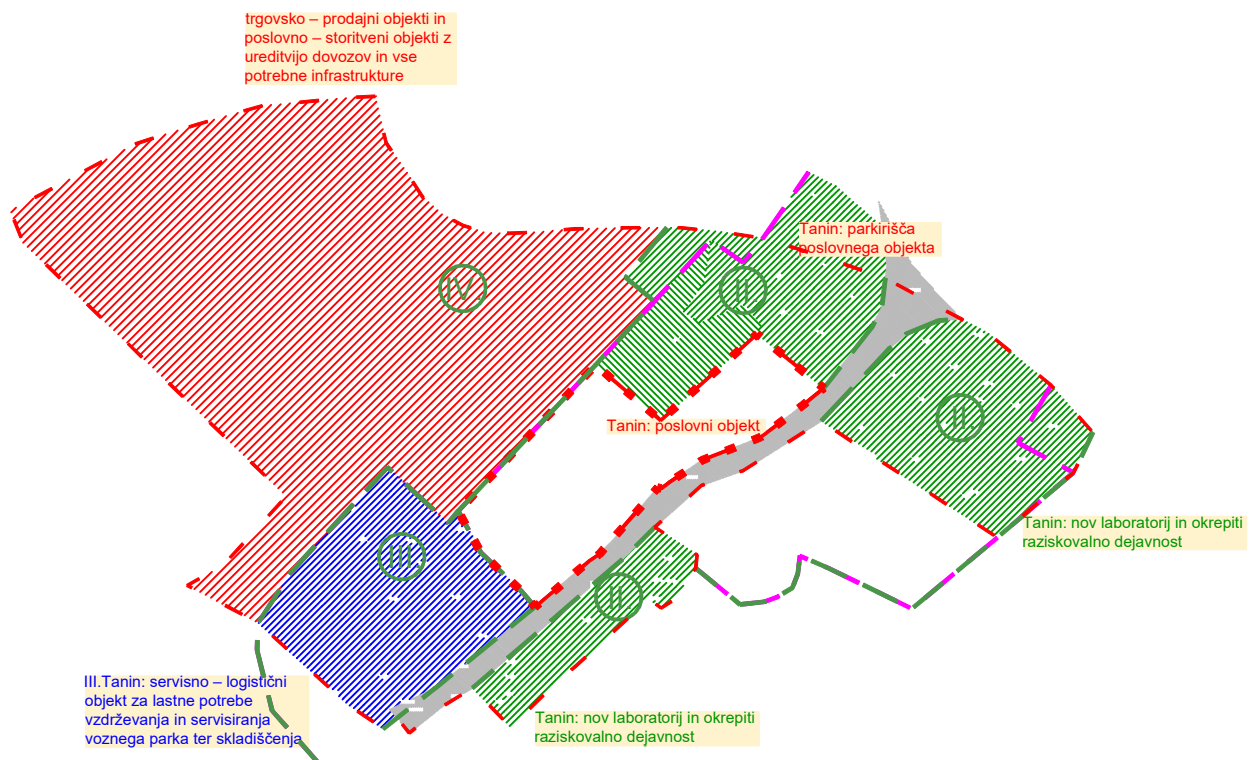 trgovsko – prodajni objekti in
poslovno – storitveni objekti z
ureditvijo dovozov in vse
potrebne infrastrukture
Tanin: parkirišča
poslovnega objekta
IV.
II.
II.
Tanin: poslovni objekt
Tanin: nov laboratorij in okrepiti
raziskovalno dejavnost
III.
II.
III.Tanin: servisno – logistični
objekt za lastne potrebe
vzdrževanja in servisiranja
voznega parka ter skladiščenja
Tanin: nov laboratorij in okrepiti
raziskovalno dejavnost